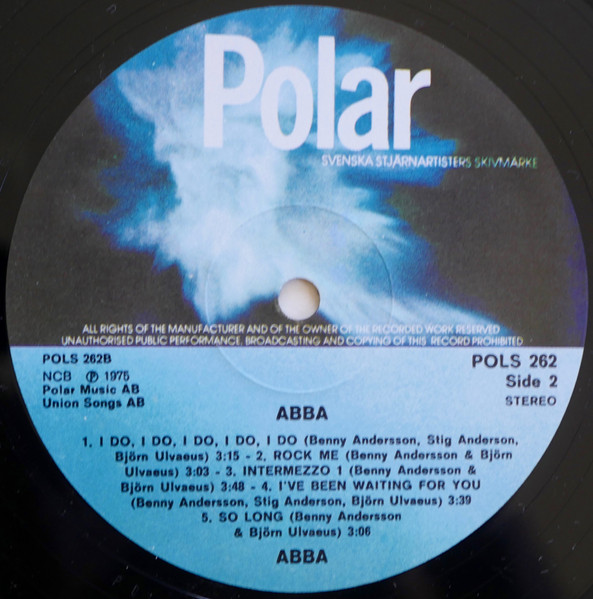 Polar
SVENSKA STJÄRNARTISTERS SKIVMÄRKE
ALL RIGHTS OF THE MANUFACTURER AND OF THE OWNER OF THE RECORDED WORK RESERVED
UNAUTHORISED PUBLIC PERFORMANCE, BROADCASTING AND COPYING OF THIS RECORD PROHIBITED
POLS 262B
NCB ℗ 1975
Polar Music AB
Union Songs AB
POLS 262
Side 2
STEREO
ABBA
1. I DO, I DO, I DO, I DO, I DO (Benny Andersson, Stig Anderson,
Björn Ulvaeus) 3:15 - 2. ROCK ME (Benny Andersson & Björn
Ulvaeus) 3:03 - 3. INTERMEZZO 1 (Benny Andersson &
Björn Ulvaeus) 3:48 - 4. I'VE BEEN WAITING FOR YOU
(Benny Andersson, Stig Anderson, Björn Ulvaeus) 3:39
5. SO LONG (Benny Andersson
& Björn Ulvaeus) 3:06
ABBA